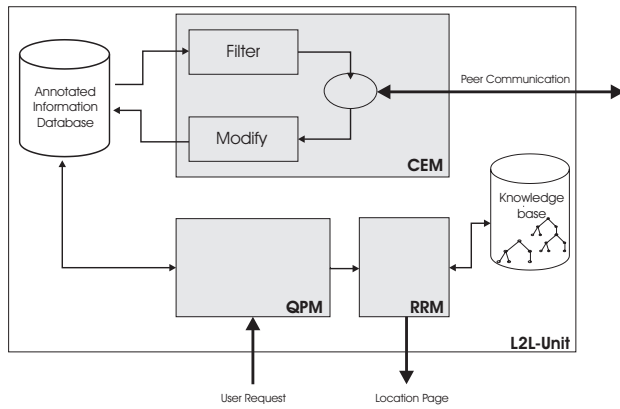 Filter
Peer Communication
Annotated
Information
Database
Modify
CEM
Knowledge
base
QPM
RRM
L2L-Unit
User Request
Location Page